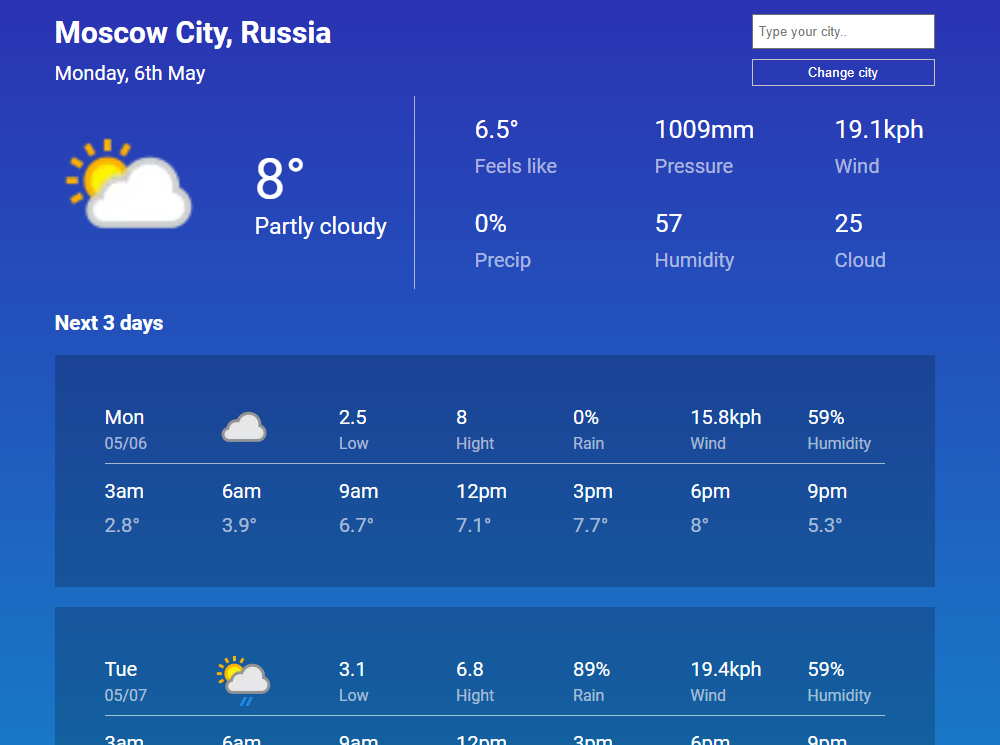 Moscow City, Russia
Type your city..
Monday, 6th May
Change city
8°
Partly cloudy
6.5° 1009mm 19.1kph
Feels like Pressure Wind
0% 57 25
Precip Humidity Cloud
Next 3 days
Mon 2.5 8 0% 15.8kph 59%
05/06 Low Hight Rain Wind Humidity
3am 6am 9am 12pm 3pm 6pm 9pm
2.8° 3.9° 6.7° 7.1° 7.7° 8° 5.3°
Tue 3.1 6.8 89% 19.4kph 59%
05/07 Low Hight Rain Wind Humidity
3am 6am 9am 12pm 3pm 6pm 9pm